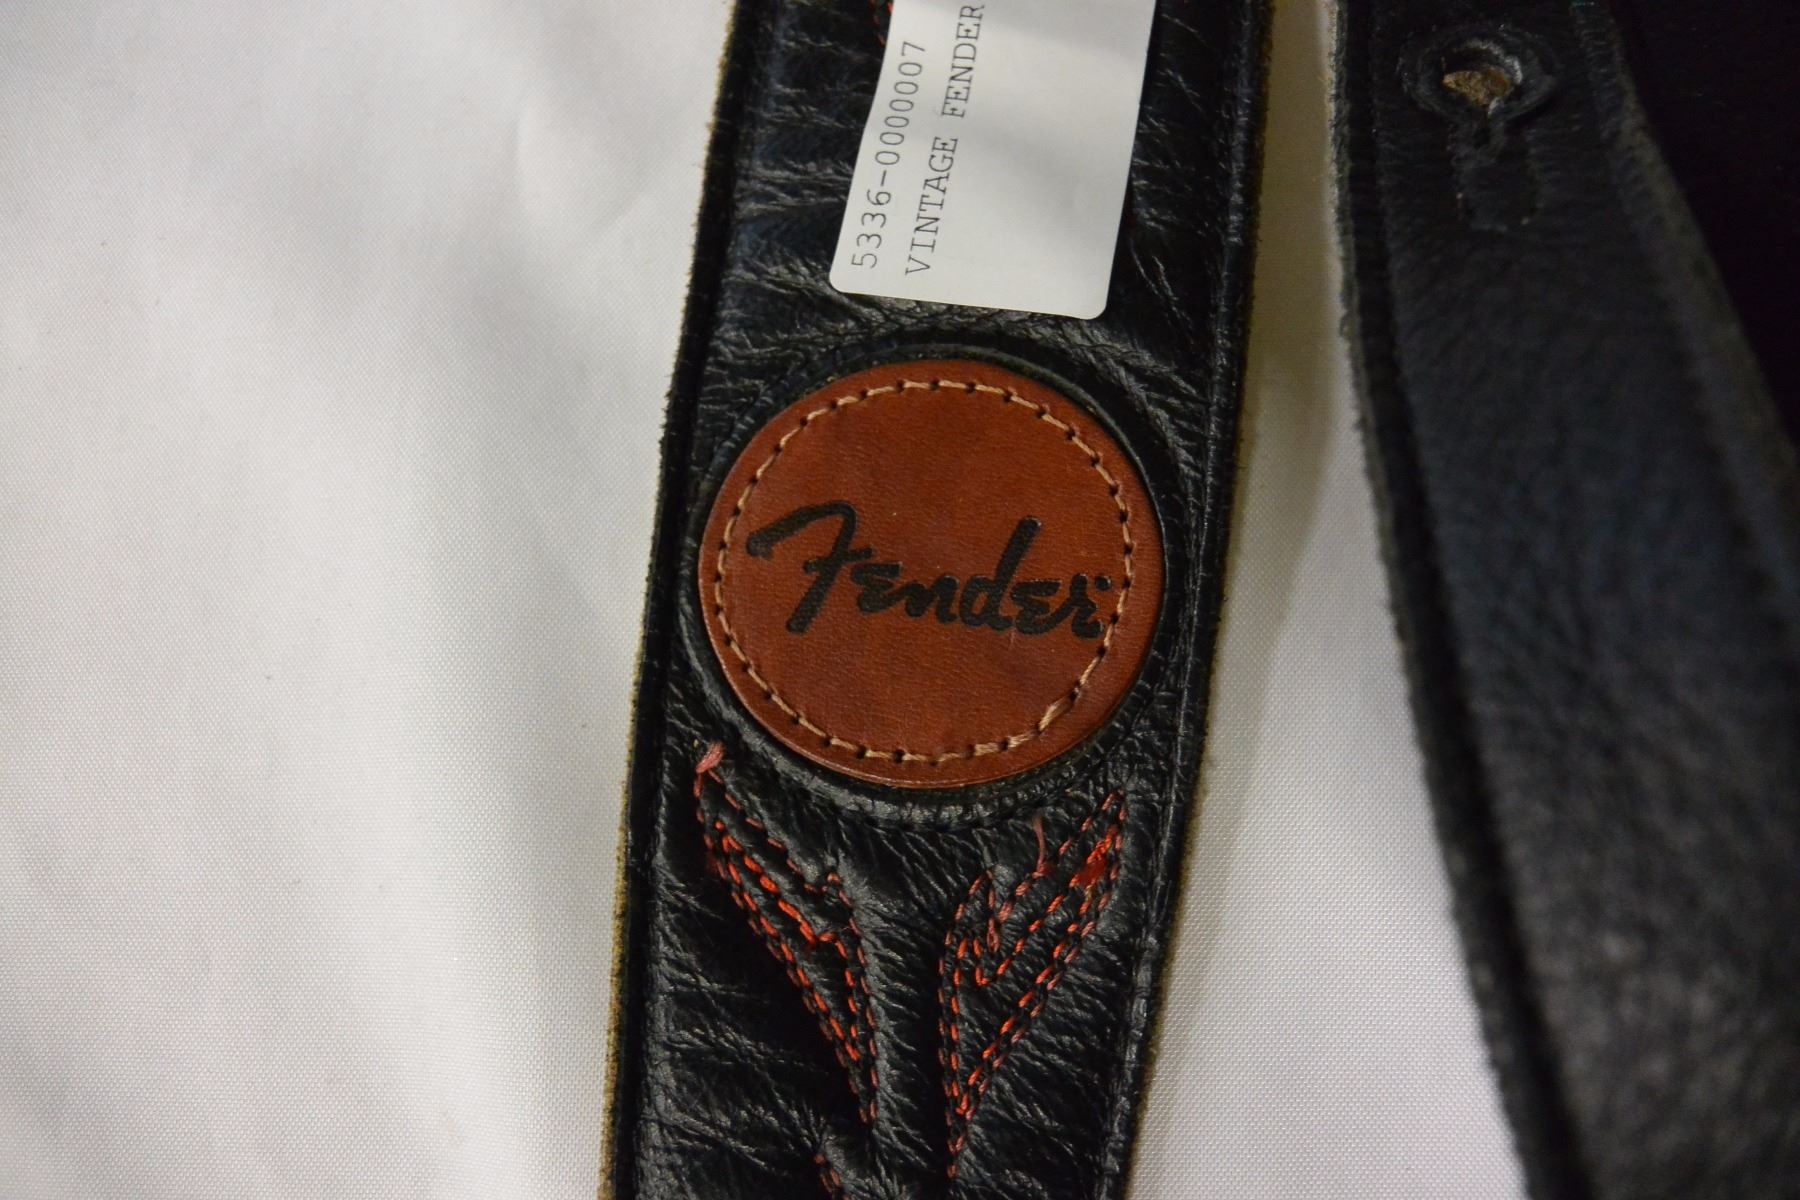 5336-0000007
VINTAGE FENDER
Fender